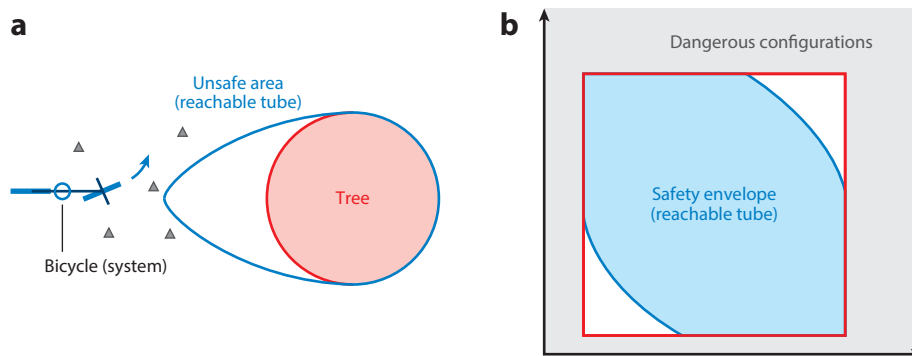 a
Unsafe area
(reachable tube)
Tree
Bicycle (system)
b
Dangerous configurations
Safety envelope
(reachable tube)